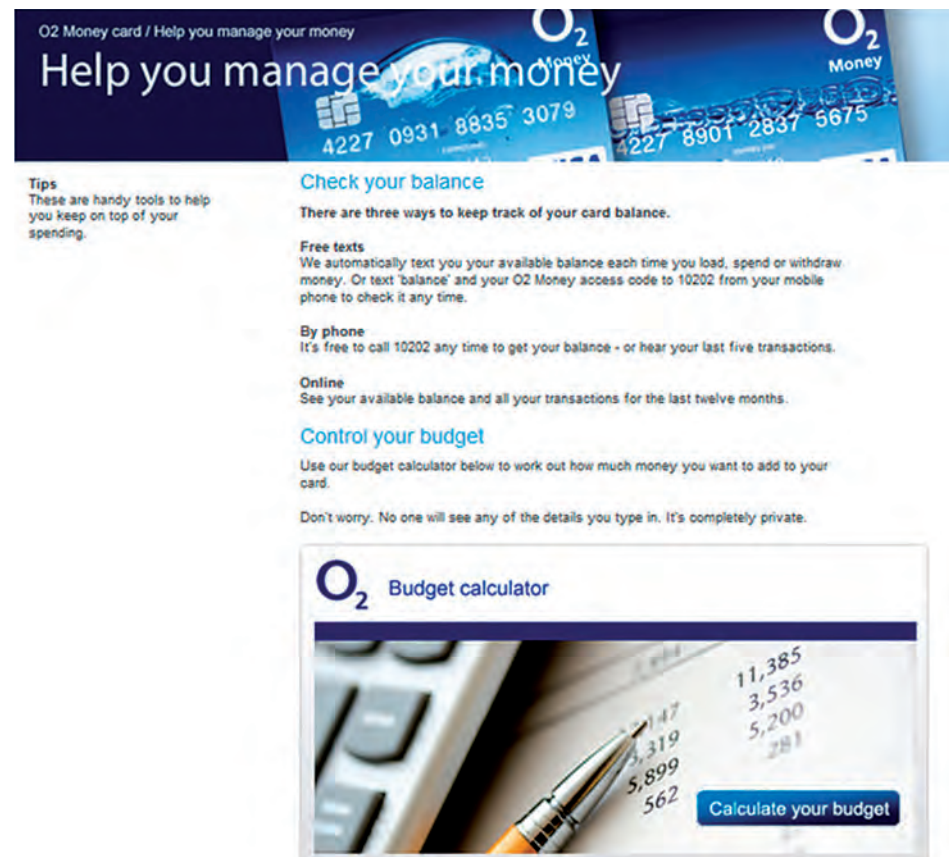 O2 Money card / Help you manage your money
Help you manage your money
O2
Money
4227 0931 8835 3079
O2
Money
4227 8901 2837 5675
Tips
These are handy tools to help
you keep on top of your
spending.
Check your balance
There are three ways to keep track of your card balance.
Free texts
We automatically text you your available balance each time you load, spend or withdraw
money. Or text 'balance' and your O2 Money access code to 10202 from your mobile
phone to check it any time.
By phone
It's free to call 10202 any time to get your balance - or hear your last five transactions.
Online
See your available balance and all your transactions for the last twelve months.
Control your budget
Use our budget calculator below to work out how much money you want to add to your
card.
Don't worry. No one will see any of the details you type in. It's completely private.
O2 Budget calculator
11,385
3,536
5,200
281
5,899
562
Calculate your budget